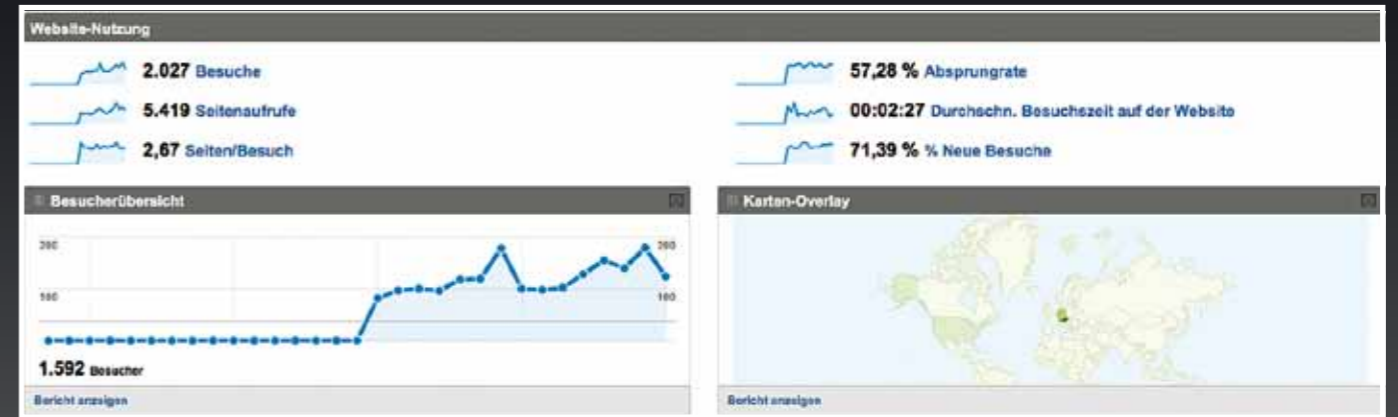 Website-Nutzung
2.027 Besuche
5.419 Seitenaufrufe
2,67 Seiten/Besuch
57,28 % Absprungrate
00:02:27 Durchschn. Besuchszeit auf der Website
71,39 % % Neue Besuche
Besucherübersicht
200 200
100 100
1.592 Besucher
Bericht anzeigen
Karten-Overlay
Bericht anzeigen